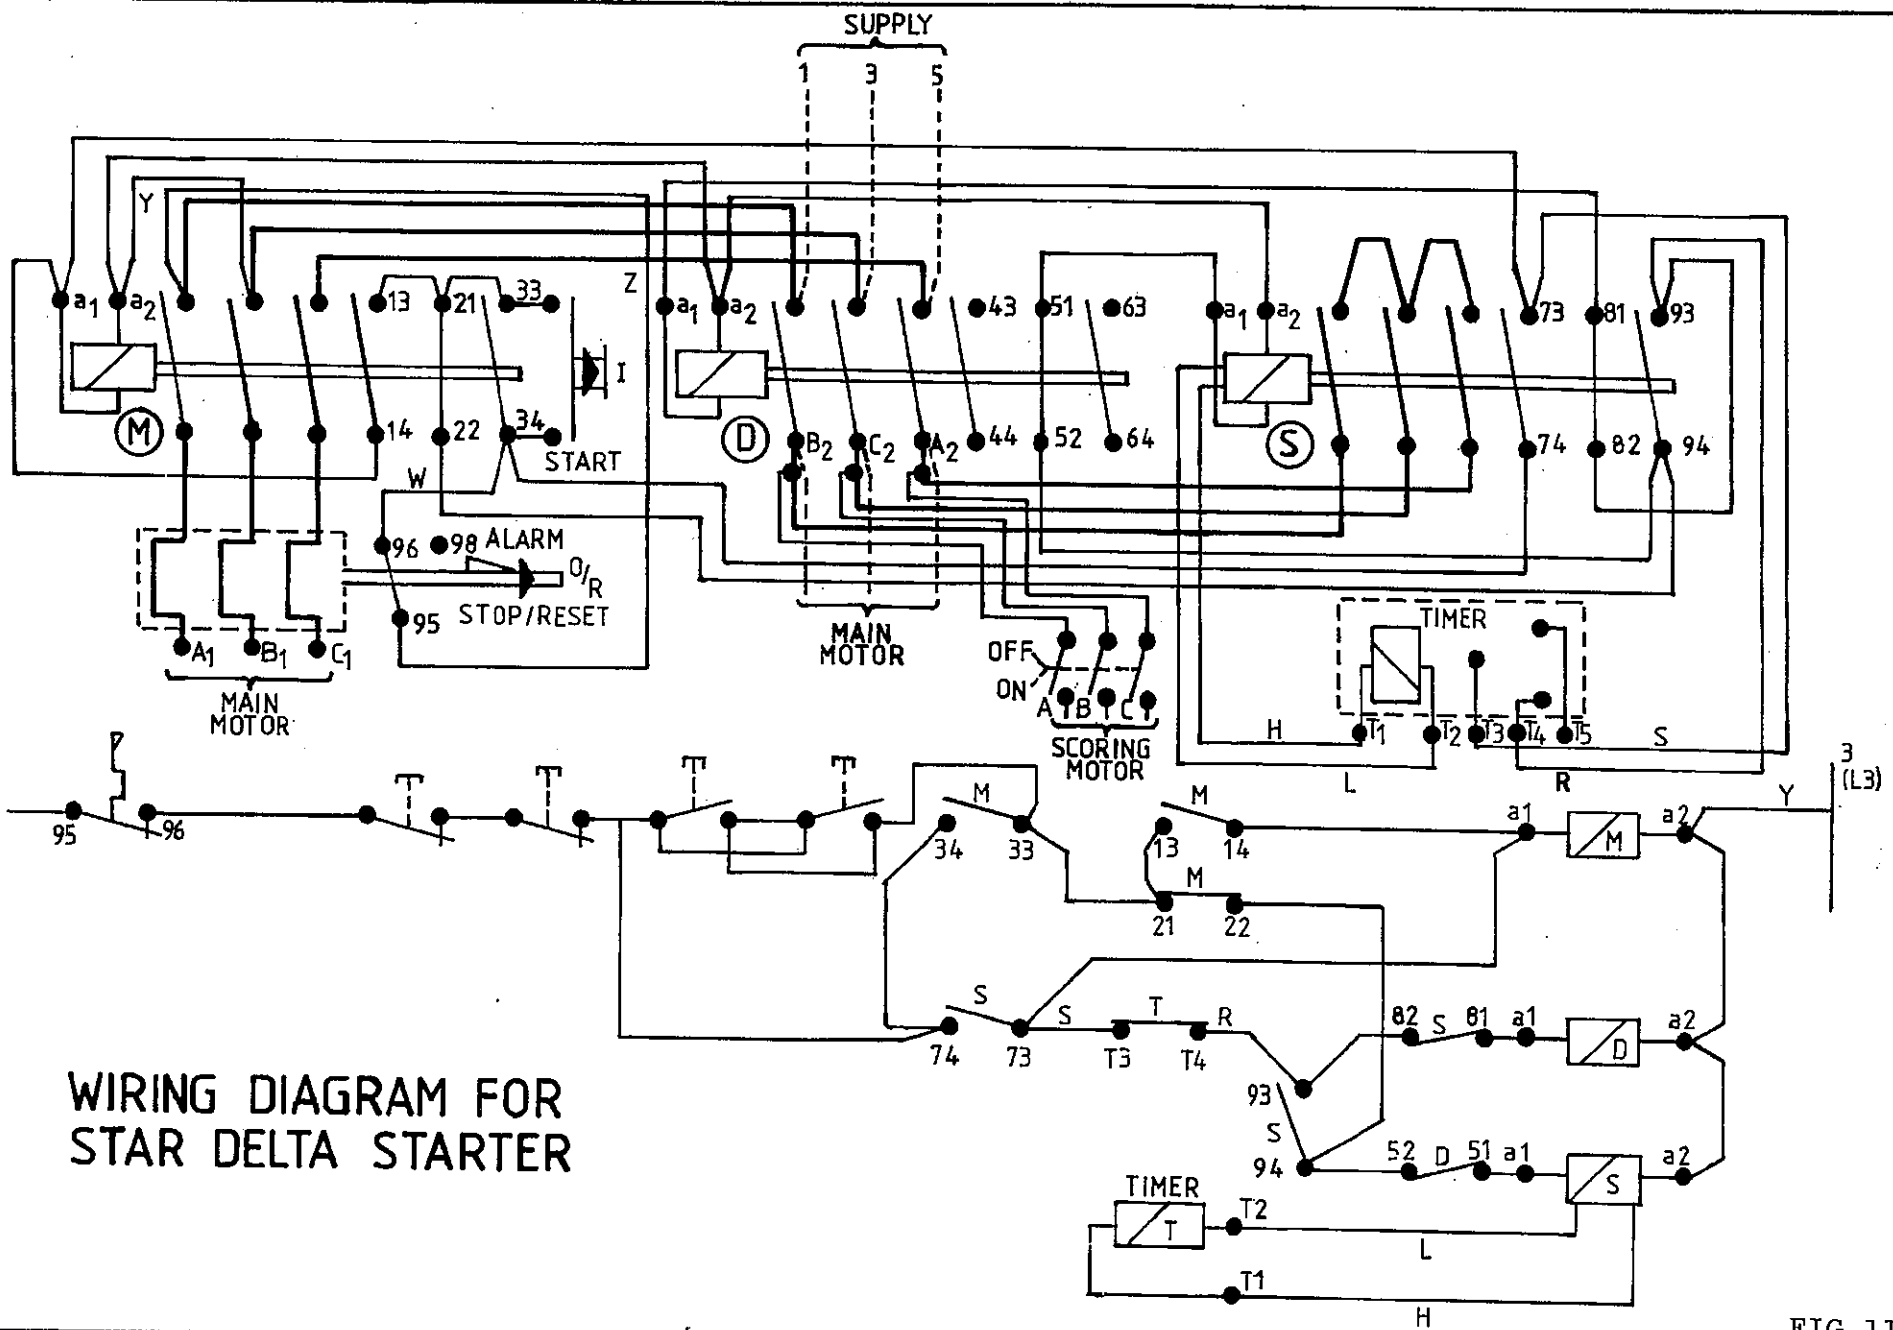 SUPPLY
1 3 5
Y
Z
a1 a2 13 21 33
a1 a2 43 51 63
a1 a2 73 81 93
I
M 14 22 34
START
D B2 C2 A2 44 52 64
S 74 82 94
W
96 98 ALARM
O/R
95 STOP/RESET
A1 B1 C1
MAIN
MOTOR
MAIN
MOTOR
OFF
ON
A B C
SCORING
MOTOR
TIMER
H T1 T2 T3 T4 T5 S
L R
3
(L3)
95 96
M M a1 M a2 Y
34 33 13 14
M
21 22
S S T R 82 S 81 a1 D a2
74 73 T3 T4
93
S
94 52 D 51 a1 S a2
TIMER
T T2
L
T1
H
WIRING DIAGRAM FOR
STAR DELTA STARTER